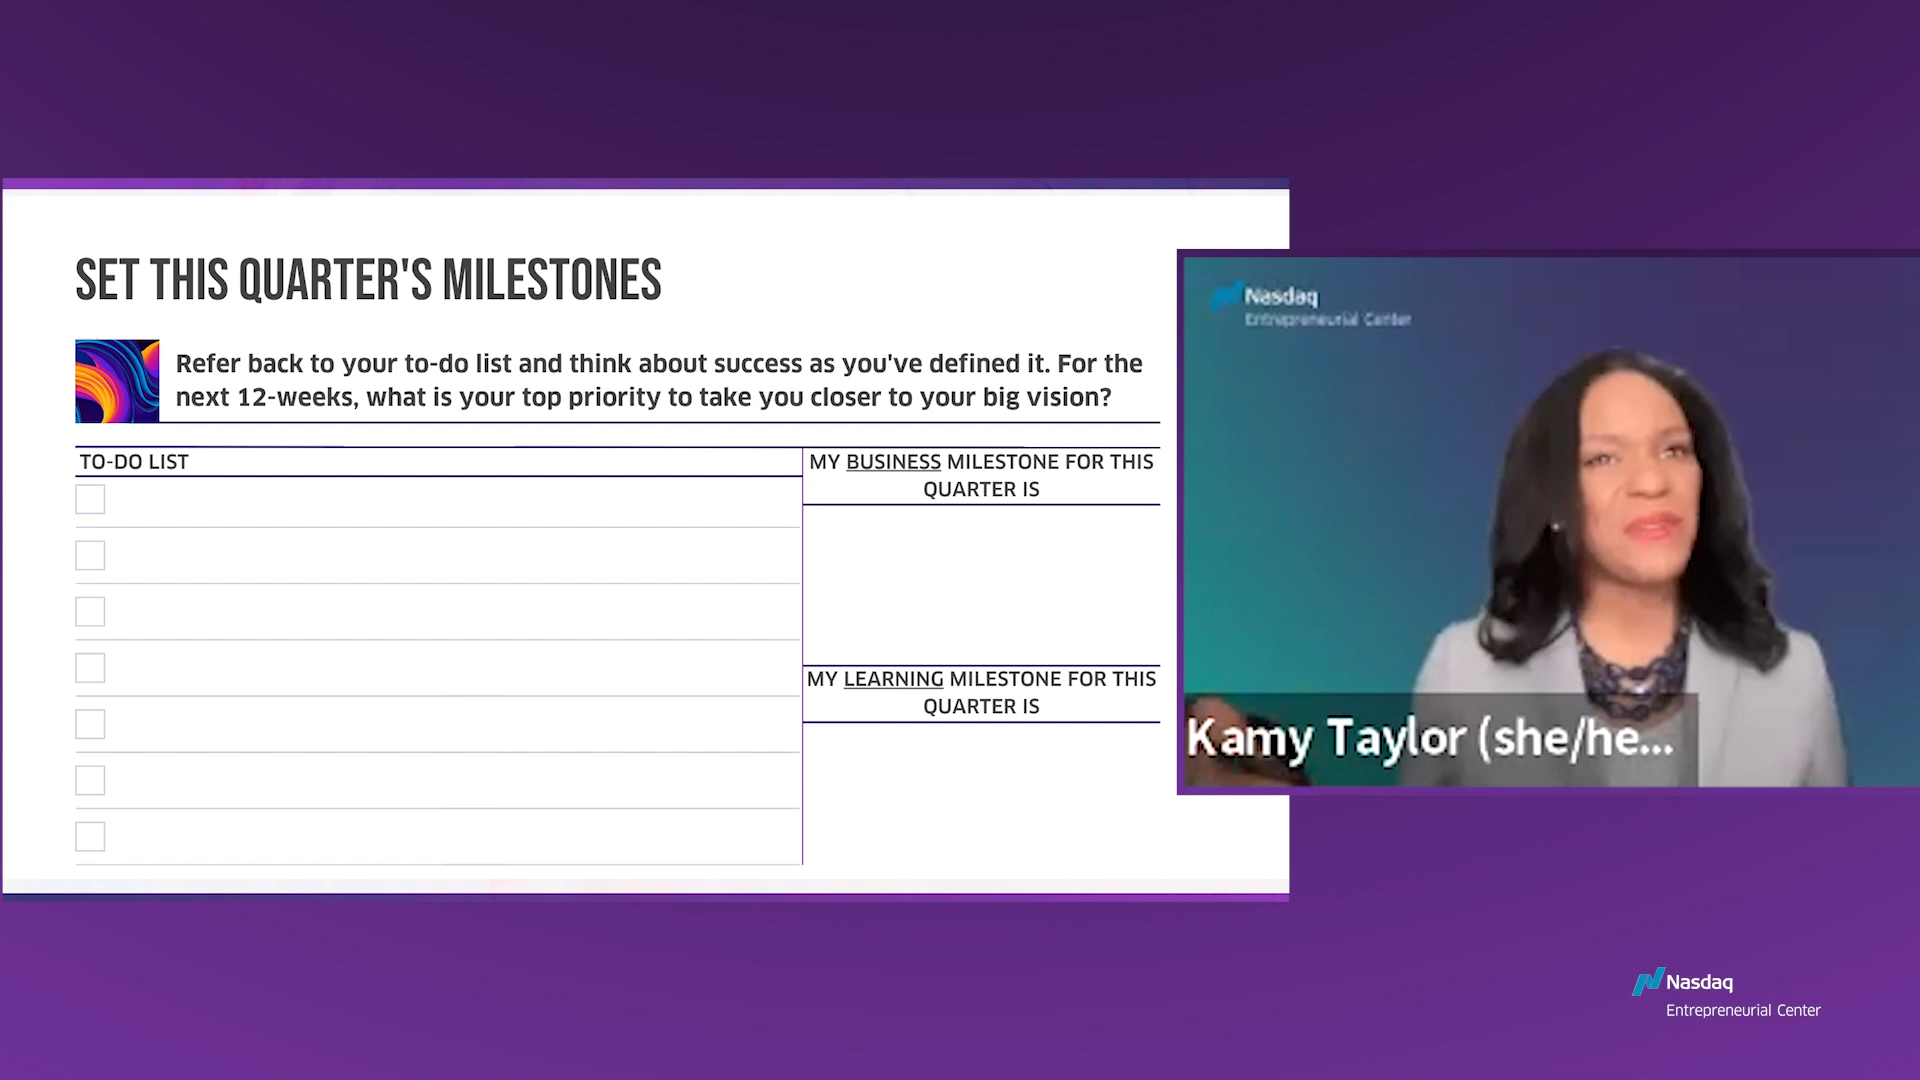 SET THIS QUARTER'S MILESTONES
Refer back to your to-do list and think about success as you've defined it. For the
next 12-weeks, what is your top priority to take you closer to your big vision?
TO-DO LIST
MY BUSINESS MILESTONE FOR THIS
QUARTER IS
MY LEARNING MILESTONE FOR THIS
QUARTER IS
Nasdaq
Entrepreneurial Center
Kamy Taylor (she/he...
Nasdaq
Entrepreneurial Center